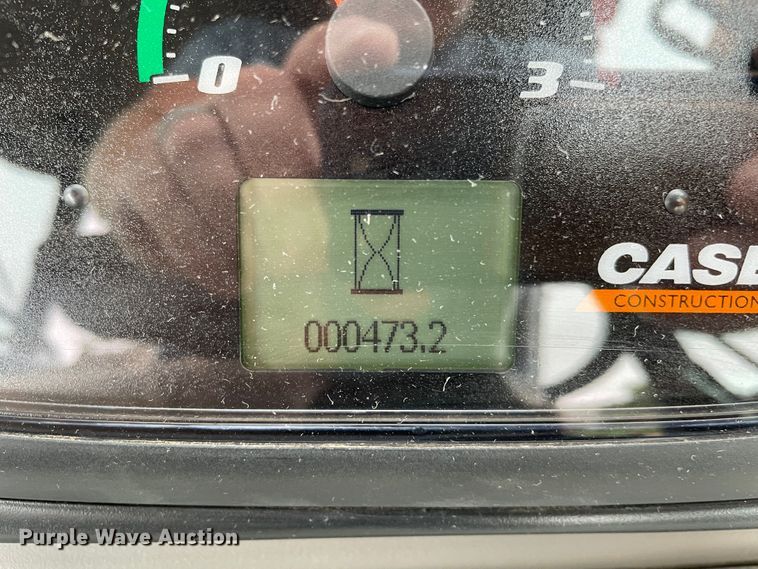 0 3
CASE
CONSTRUCTION
000473.2
Purple Wave Auction